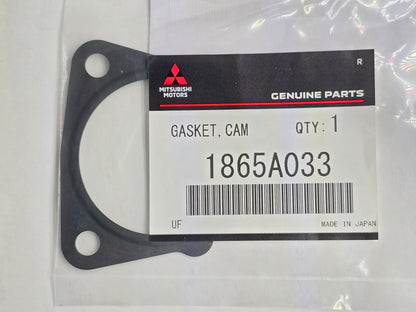 R
MITSUBISHI
MOTORS
GENUINE PARTS
GASKET, CAM QTY: 1
1865A033
UF MADE IN JAPAN